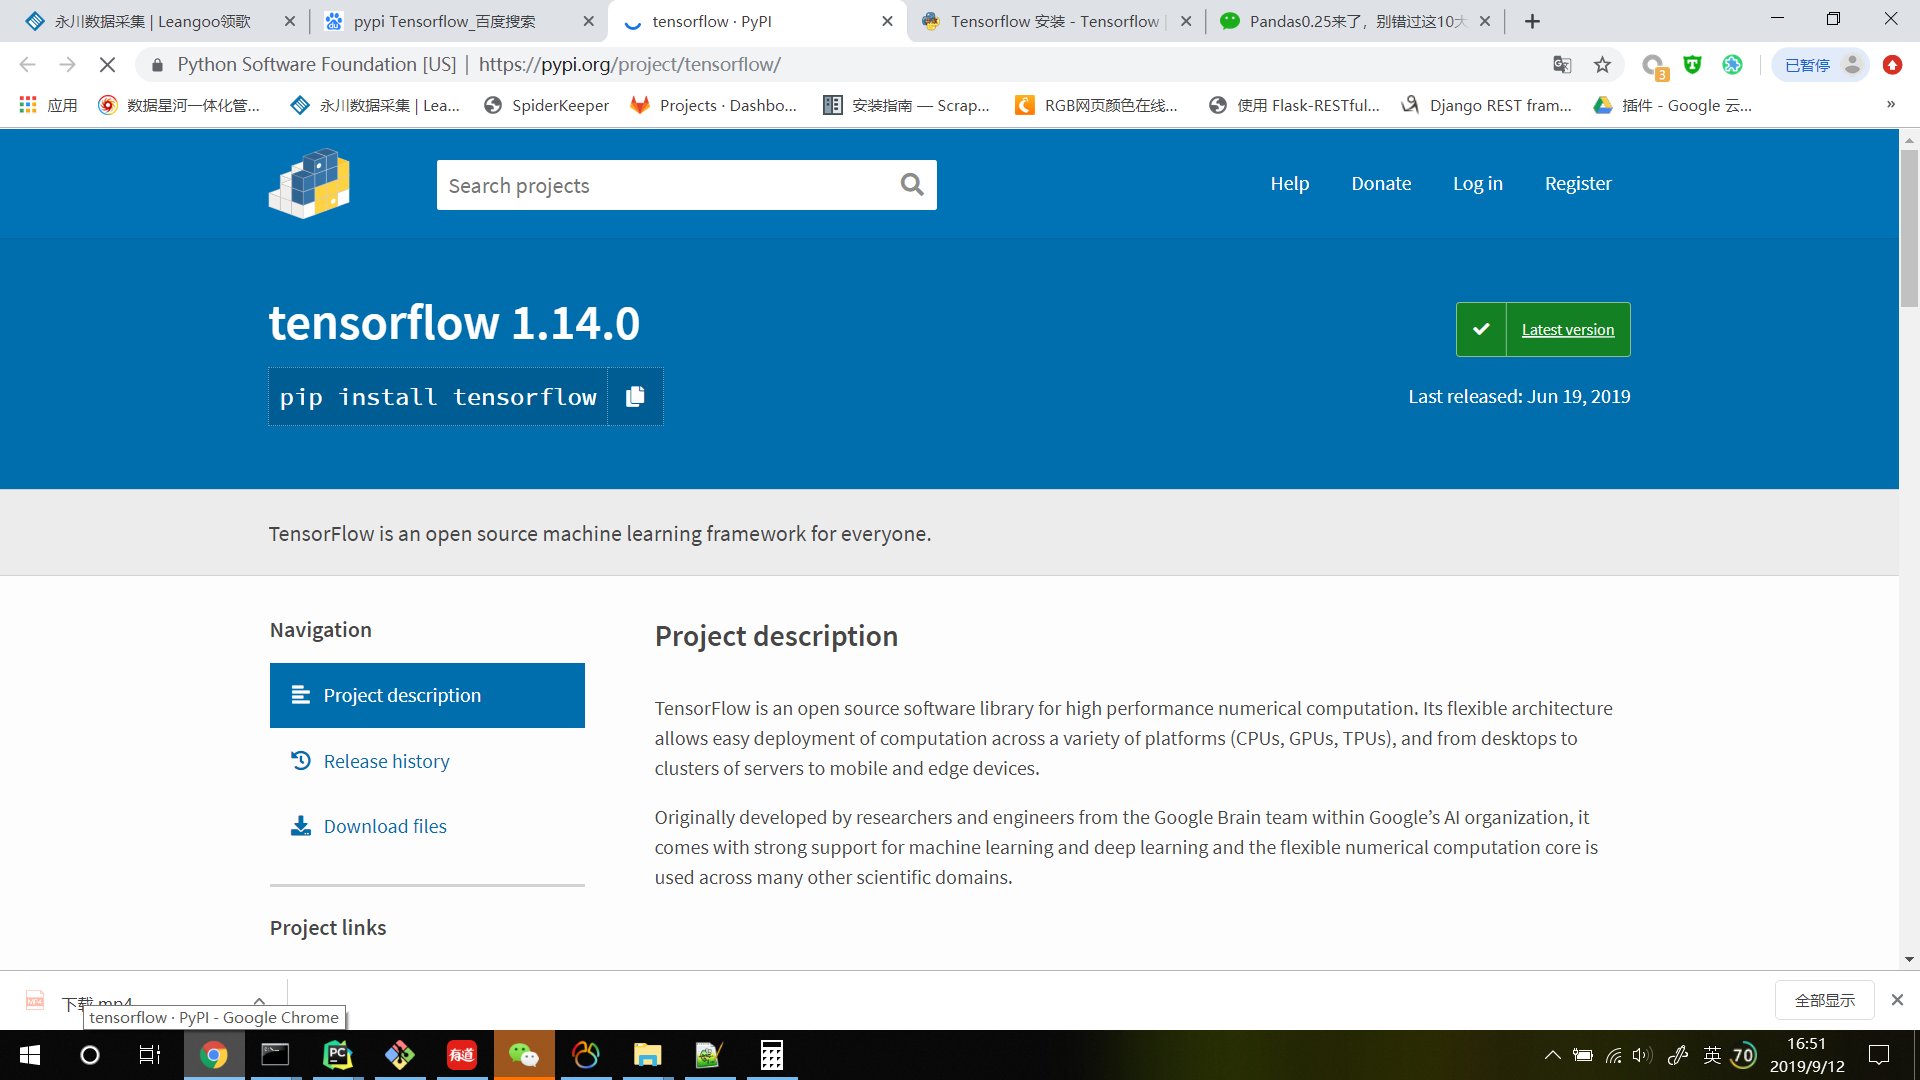 永川数据采集 | Leangoo领歌
pypi Tensorflow_百度搜索
tensorflow · PyPI
Tensorflow 安装 - Tensorflow
Pandas0.25来了，别错过这10大
Python Software Foundation [US] | https://pypi.org/project/tensorflow/
3
已暂停
应用
数据星河一体化管...
永川数据采集 | Lea...
SpiderKeeper
Projects · Dashbo...
安装指南 — Scrap...
RGB网页颜色在线...
使用 Flask-RESTful...
Django REST fram...
插件 - Google 云...
»
Search projects
Help
Donate
Log in
Register
tensorflow 1.14.0
Latest version
pip install tensorflow
Last released: Jun 19, 2019
TensorFlow is an open source machine learning framework for everyone.
Navigation
Project description
Release history
Download files
Project links
Project description
TensorFlow is an open source software library for high performance numerical computation. Its flexible architecture
allows easy deployment of computation across a variety of platforms (CPUs, GPUs, TPUs), and from desktops to
clusters of servers to mobile and edge devices.
Originally developed by researchers and engineers from the Google Brain team within Google’s AI organization, it
comes with strong support for machine learning and deep learning and the flexible numerical computation core is
used across many other scientific domains.
下载.mp4
全部显示
tensorflow · PyPI - Google Chrome
PC
有道
英
70
16:51
2019/9/12